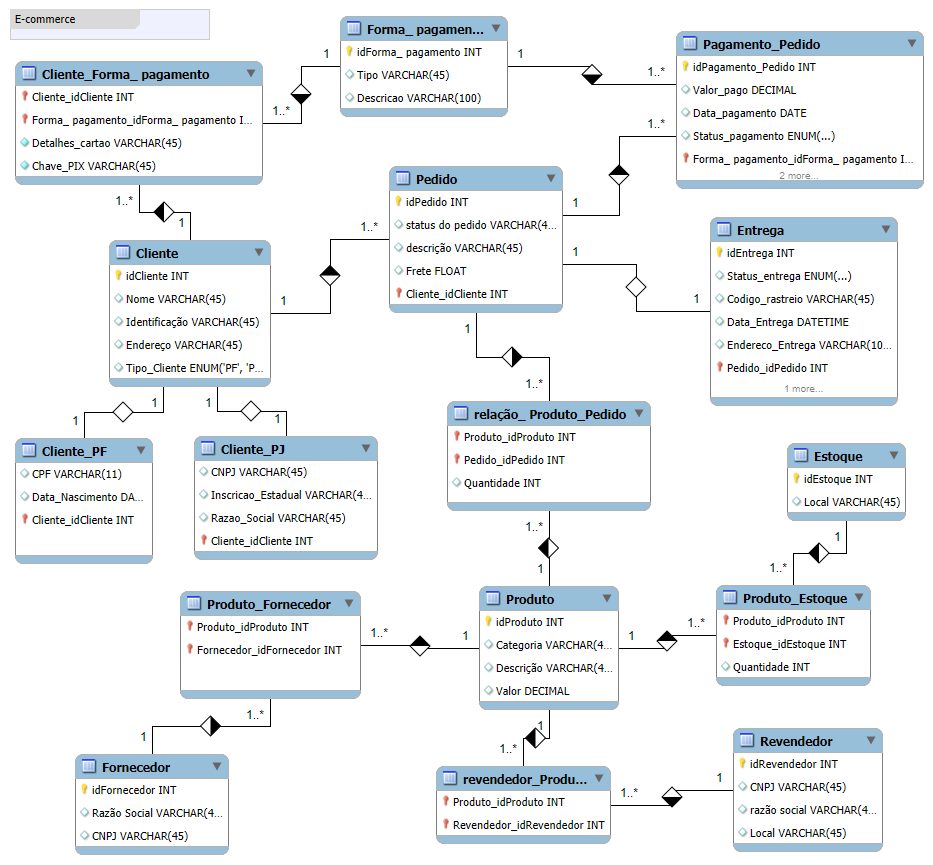 E-commerce
Forma_ pagamen...
idForma_ pagamento INT
Tipo VARCHAR(45)
Descricao VARCHAR(100)
Pagamento_Pedido
idPagamento_Pedido INT
Valor_pago DECIMAL
Data_pagamento DATE
Status_pagamento ENUM(...)
Forma_ pagamento_idForma_ pagamento I...
2 more...
Cliente_Forma_ pagamento
Cliente_idCliente INT
Forma_ pagamento_idForma_ pagamento I...
Detalhes_cartao VARCHAR(45)
Chave_PIX VARCHAR(45)
1
1..*
1
1..*
1..*
1
Pedido
idPedido INT
status do pedido VARCHAR(4...
descrição VARCHAR(45)
Frete FLOAT
Cliente_idCliente INT
1..*
1
1..*
1
1
1
Entrega
idEntrega INT
Status_entrega ENUM(...)
Codigo_rastreio VARCHAR(45)
Data_Entrega DATETIME
Endereco_Entrega VARCHAR(10...
Pedido_idPedido INT
1 more...
Cliente
idCliente INT
Nome VARCHAR(45)
Identificação VARCHAR(45)
Endereço VARCHAR(45)
Tipo_Cliente ENUM('PF', 'P...
1
1
1
1
1
1..*
Cliente_PF
CPF VARCHAR(11)
Data_Nascimento DA...
Cliente_idCliente INT
Cliente_PJ
CNPJ VARCHAR(45)
Inscricao_Estadual VARCHAR(4...
Razao_Social VARCHAR(45)
Cliente_idCliente INT
relação_ Produto_Pedido
Produto_idProduto INT
Pedido_idPedido INT
Quantidade INT
Estoque
idEstoque INT
Local VARCHAR(45)
1..*
1
1
1..*
Produto_Fornecedor
Produto_idProduto INT
Fornecedor_idFornecedor INT
1..*
1
Produto
idProduto INT
Categoria VARCHAR(4...
Descrição VARCHAR(4...
Valor DECIMAL
1
1..*
Produto_Estoque
Produto_idProduto INT
Estoque_idEstoque INT
Quantidade INT
1..*
1
1
1..*
Fornecedor
idFornecedor INT
Razão Social VARCHAR(4...
CNPJ VARCHAR(45)
revendedor_Produ...
Produto_idProduto INT
Revendedor_idRevendedor INT
1..*
1
Revendedor
idRevendedor INT
CNPJ VARCHAR(45)
razão social VARCHAR(4...
Local VARCHAR(45)